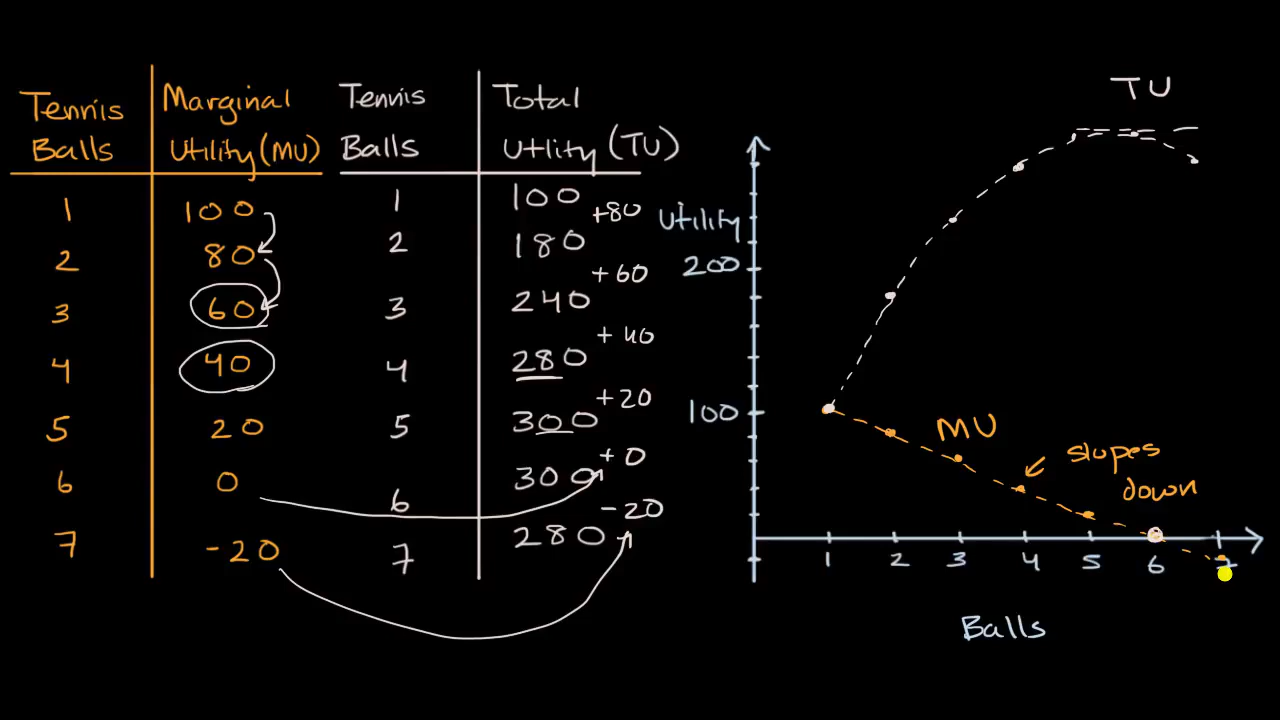 Tennis Balls
Marginal Utility (MU)
Tennis Balls
Total Utlity (TU)
1 100 1 100
+80
2 80 2 180
+60
3 60 3 240
+40
4 40 4 280
+20
5 20 5 300
+0
6 0 6 300
-20
7 -20 7 280
TU
Utility
200
100
MU
slopes
down
1 2 3 4 5 6 7
Balls